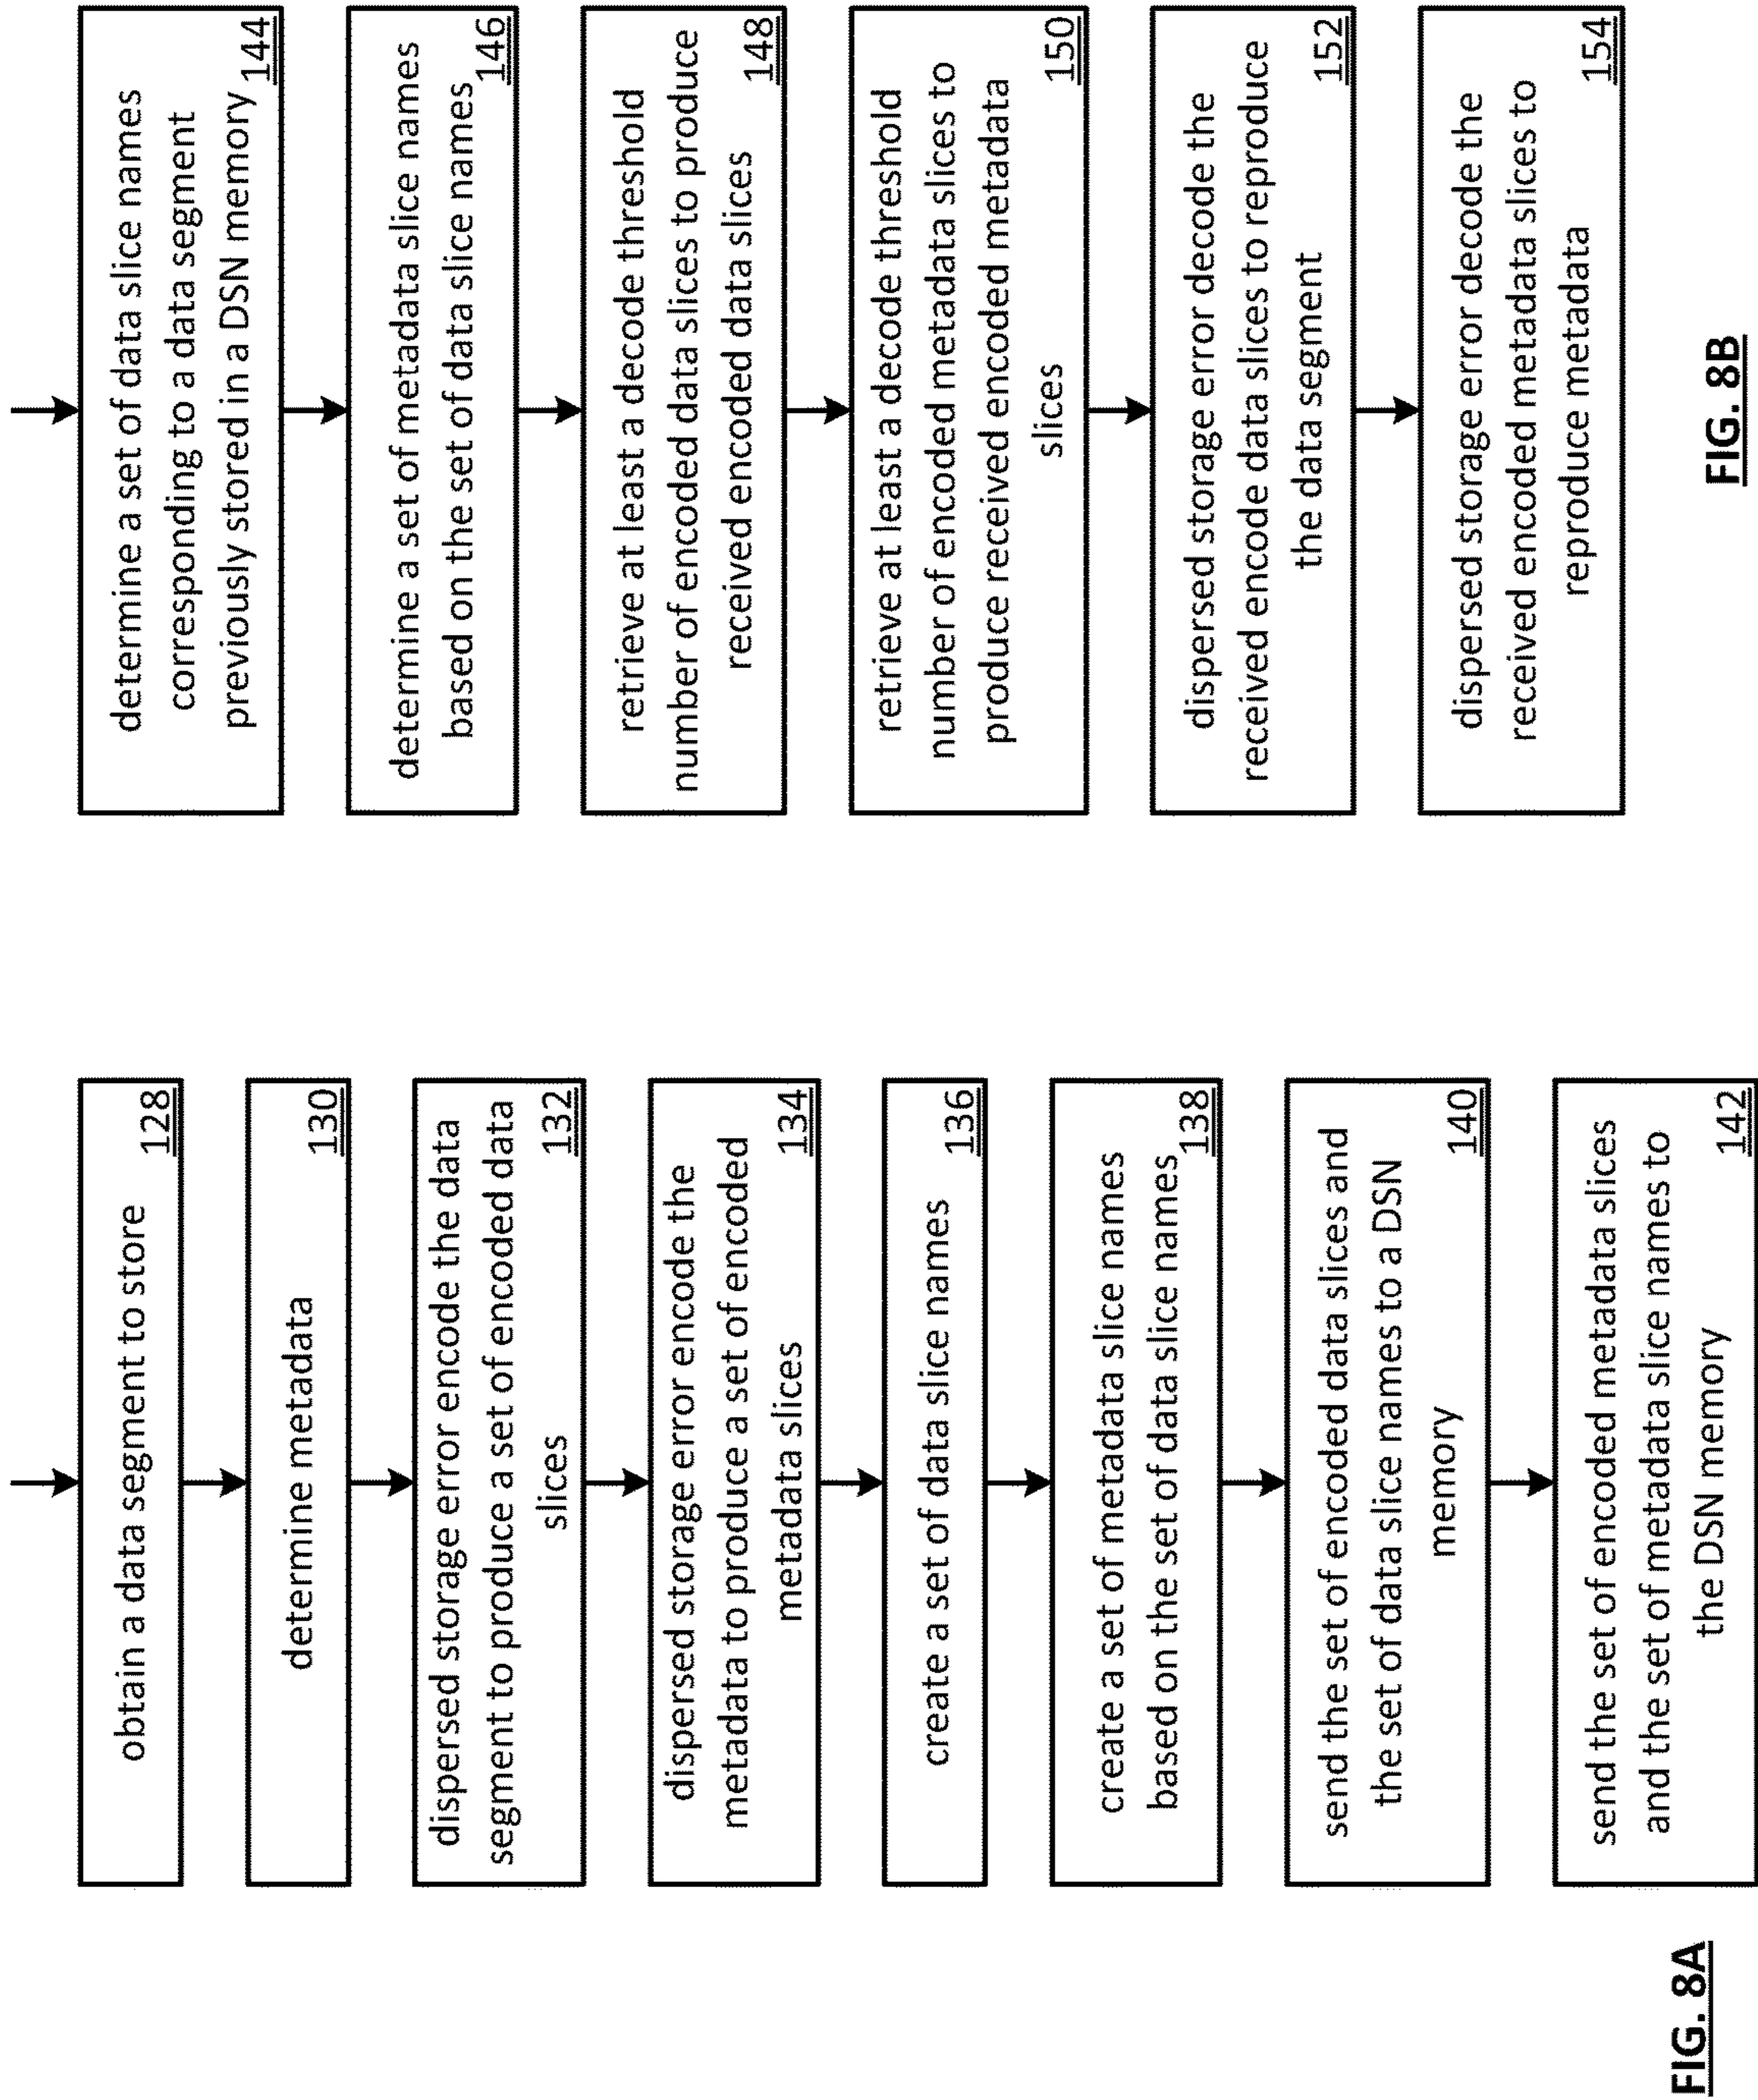 obtain a data segment to store
128
determine metadata
130
dispersed storage error encode the data
segment to produce a set of encoded data
slices
132
dispersed storage error encode the
metadata to produce a set of encoded
metadata slices
134
create a set of data slice names
136
create a set of metadata slice names
based on the set of data slice names
138
send the set of encoded data slices and
the set of data slice names to a DSN
memory
140
send the set of encoded metadata slices
and the set of metadata slice names to
the DSN memory
142
FIG. 8A
determine a set of data slice names
corresponding to a data segment
previously stored in a DSN memory
144
determine a set of metadata slice names
based on the set of data slice names
146
retrieve at least a decode threshold
number of encoded data slices to produce
received encoded data slices
148
retrieve at least a decode threshold
number of encoded metadata slices to
produce received encoded metadata
slices
150
dispersed storage error decode the
received encode data slices to reproduce
the data segment
152
dispersed storage error decode the
received encoded metadata slices to
reproduce metadata
154
FIG. 8B